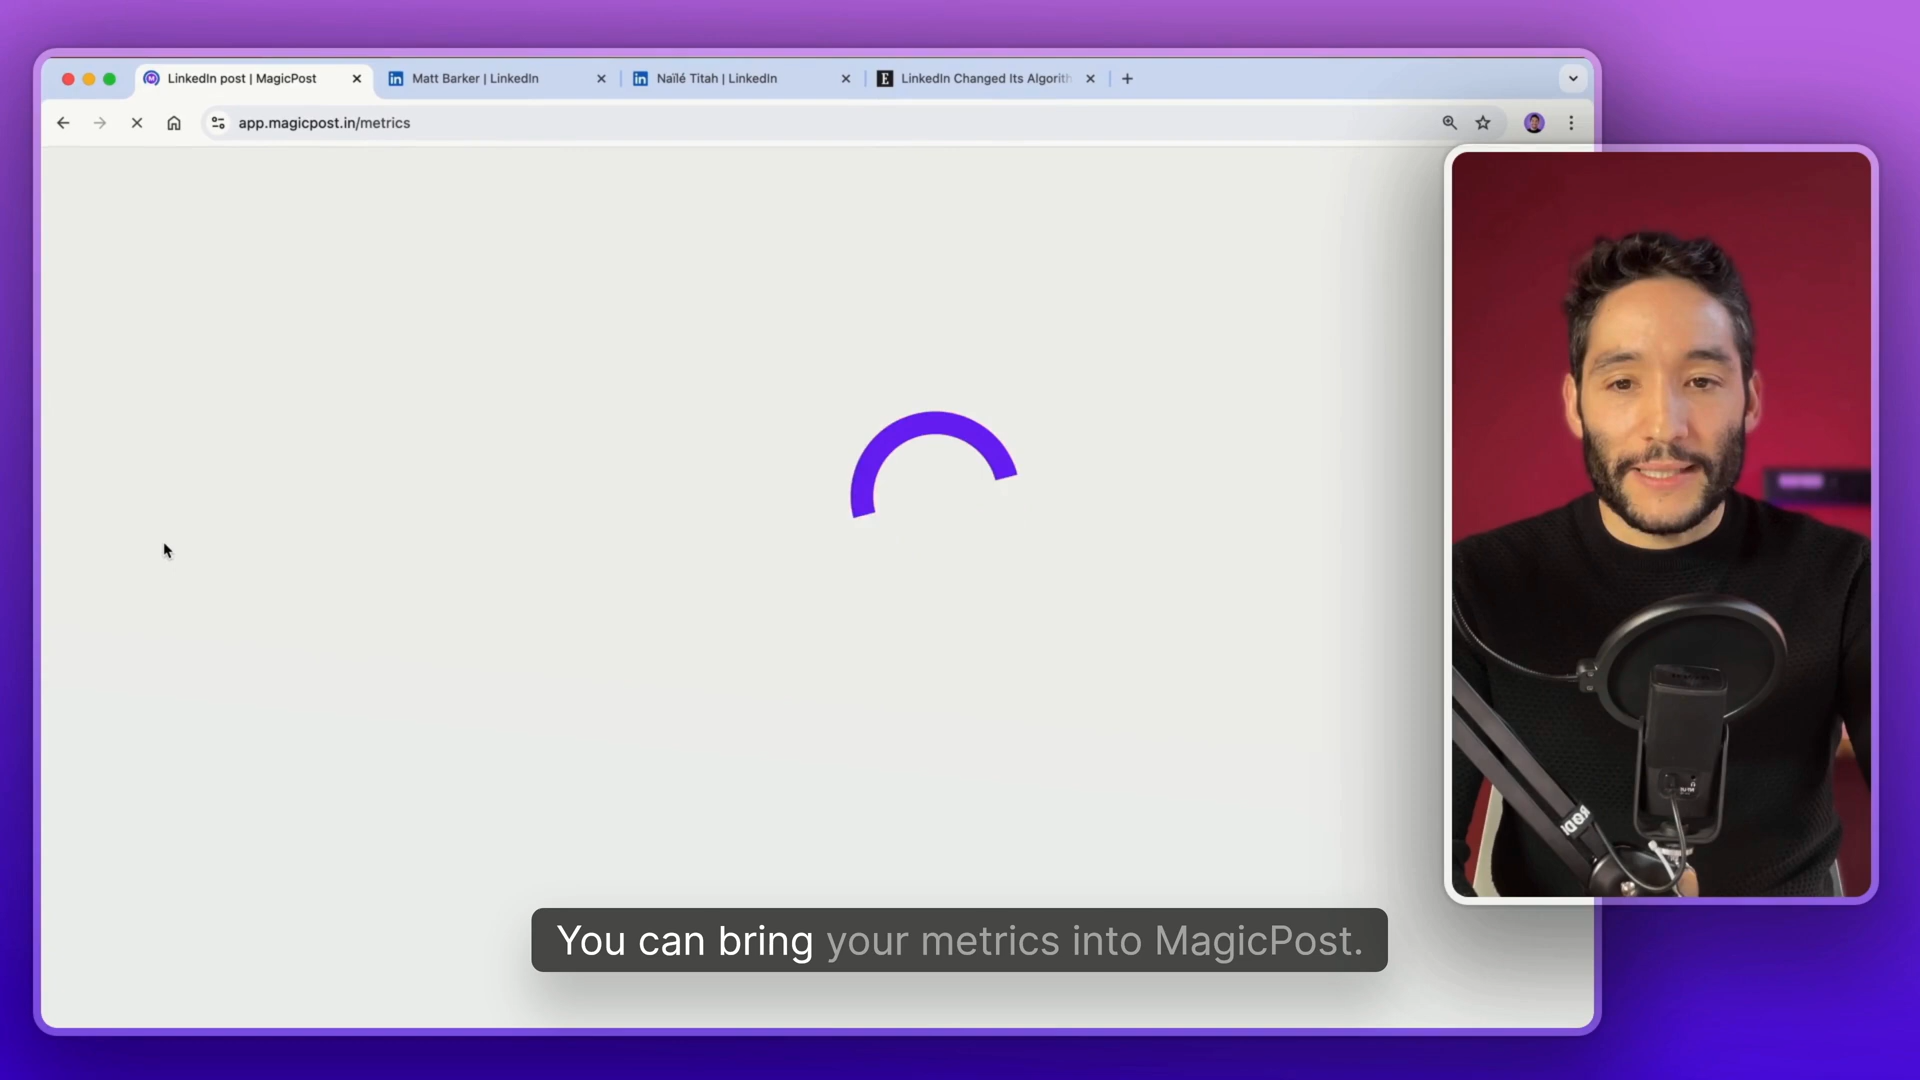 LinkedIn post | MagicPost
Matt Barker | LinkedIn
Naïlé Titah | LinkedIn
LinkedIn Changed Its Algorith
app.magicpost.in/metrics
You can bring your metrics into MagicPost.